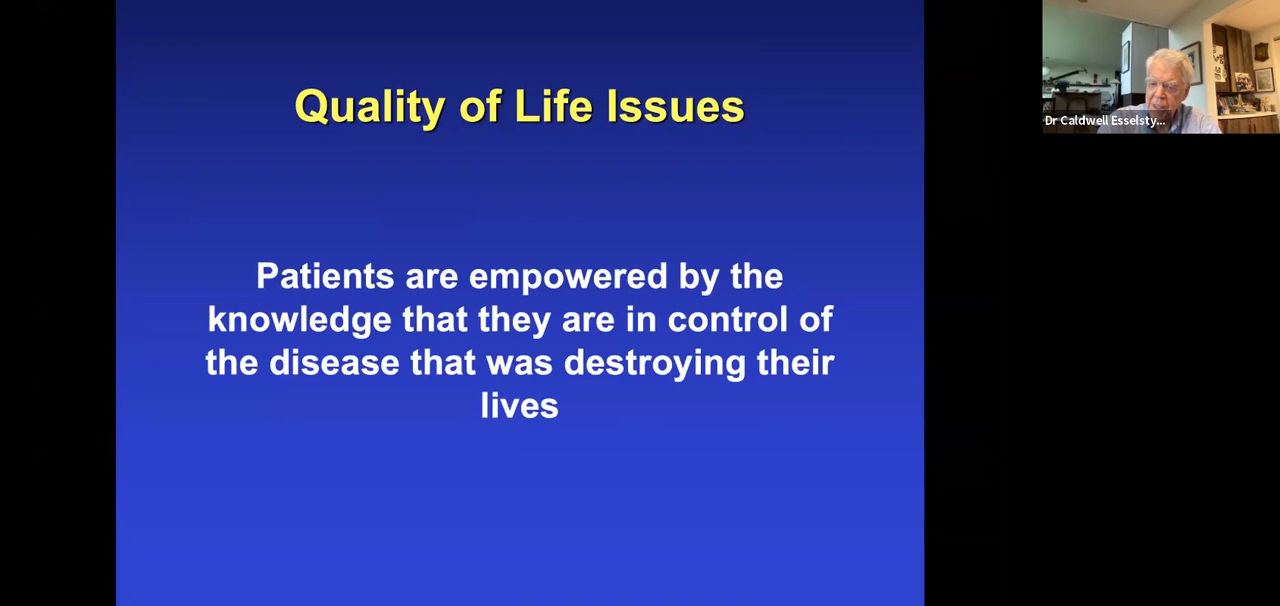 Quality of Life Issues
Patients are empowered by the
knowledge that they are in control of
the disease that was destroying their
lives
Dr Caldwell Esselsty...